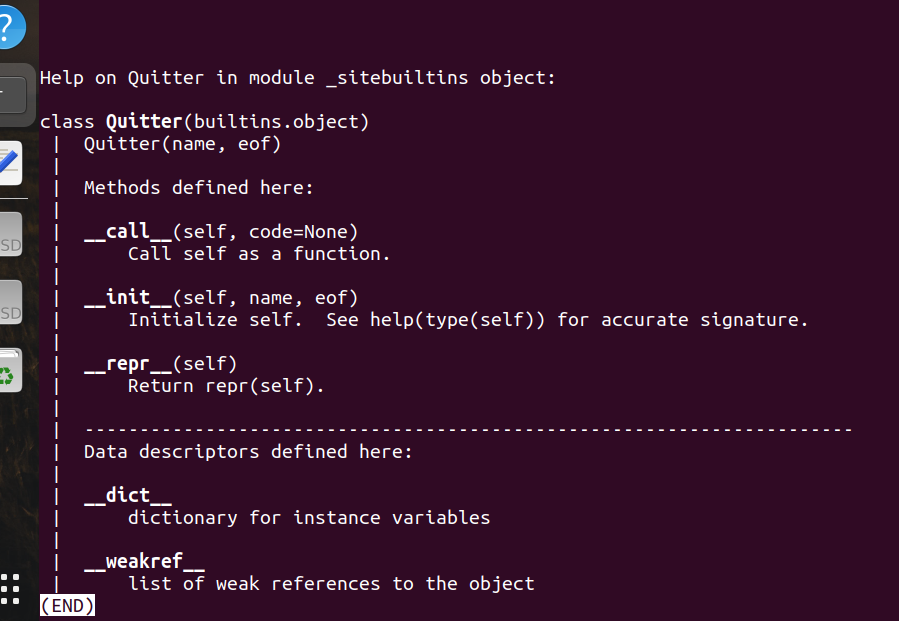 Help on Quitter in module _sitebuiltins object:
class Quitter(builtins.object)
 |  Quitter(name, eof)
 |
 |  Methods defined here:
 |
 |  __call__(self, code=None)
 |      Call self as a function.
 |
 |  __init__(self, name, eof)
 |      Initialize self.  See help(type(self)) for accurate signature.
 |
 |  __repr__(self)
 |      Return repr(self).
 |
 |  ----------------------------------------------------------------------
 |  Data descriptors defined here:
 |
 |  __dict__
 |      dictionary for instance variables
 |
 |  __weakref__
 |      list of weak references to the object
(END)
?
SD
SD